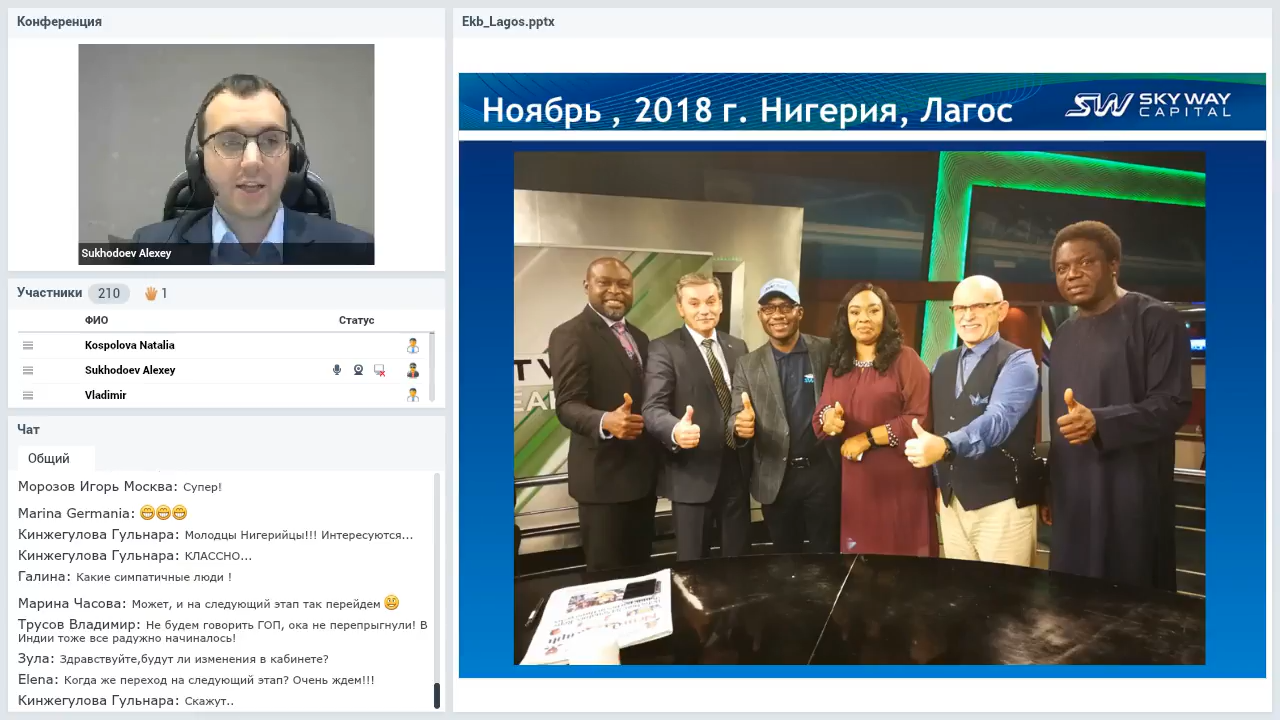 Конференция
Sukhodoev Alexey
Участники 210 1
ФИО Статус
Kospolova Natalia
Sukhodoev Alexey
Vladimir
Чат
Общий
Морозов Игорь Москва: Супер!
Marina Germania:
Кинжегулова Гульнара: Молодцы Нигерийцы!!! Интересуются...
Кинжегулова Гульнара: КЛАССНО...
Галина: Какие симпатичные люди !
Марина Часова: Может, и на следующий этап так перейдём
Трусов Владимир: Не будем говорить ГОП, ока не перепрыгнули! В
Индии тоже все радужно начиналось!
Зула: Здравствуйте,будут ли изменения в кабинете?
Elena: Когда же переход на следующий этап? Очень ждем!!!
Кинжегулова Гульнара: Скажут..
Ekb_Lagos.pptx
Ноябрь , 2018 г. Нигерия, Лагос
SW SKY WAY
CAPITAL